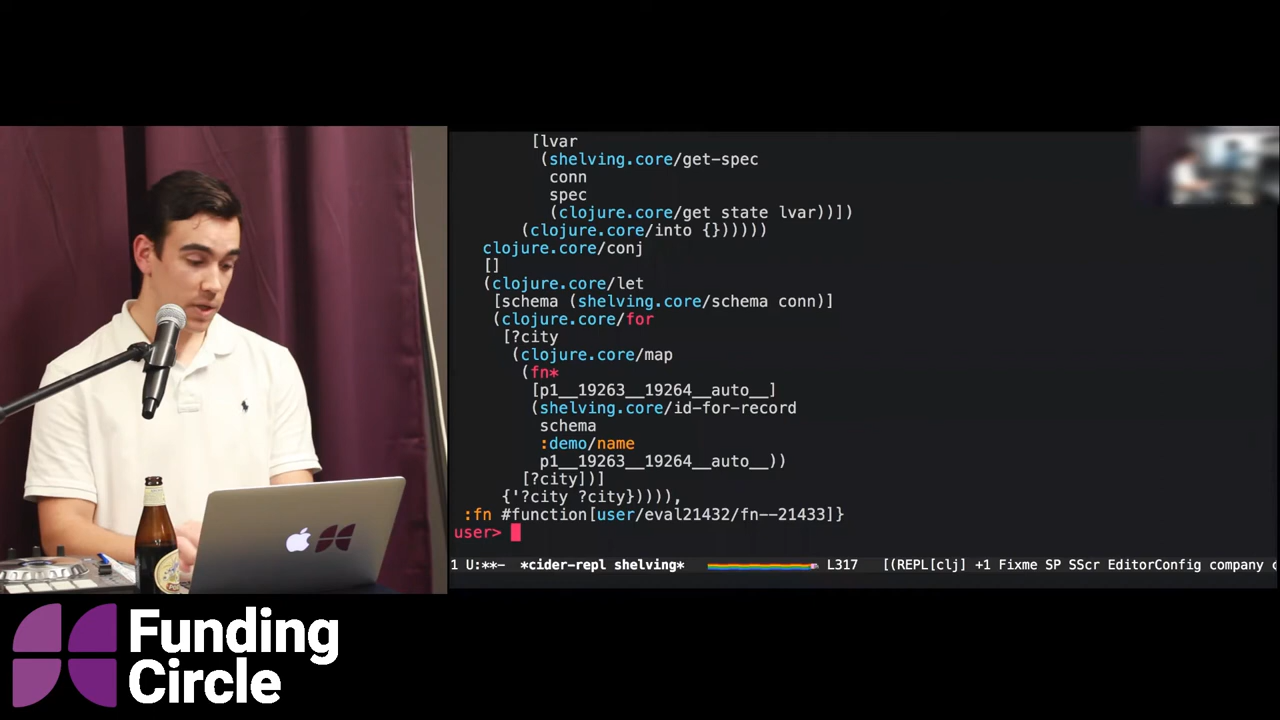 [lvar
(shelving.core/get-spec
conn
spec
(clojure.core/get state lvar))])
(clojure.core/into {})))))
clojure.core/conj
[]
(clojure.core/let
[schema (shelving.core/schema conn)]
(clojure.core/for
[?city
(clojure.core/map
(fn*
[p1__19263__19264__auto__]
(shelving.core/id-for-record
schema
:demo/name
p1__19263__19264__auto__))
[?city])]
{'?city ?city})))),
:fn #function[user/eval21432/fn--21433]}
user>
1 U:**- *cider-repl shelving* L317 [(REPL[clj] +1 Fixme SP SScr EditorConfig company
Funding
Circle